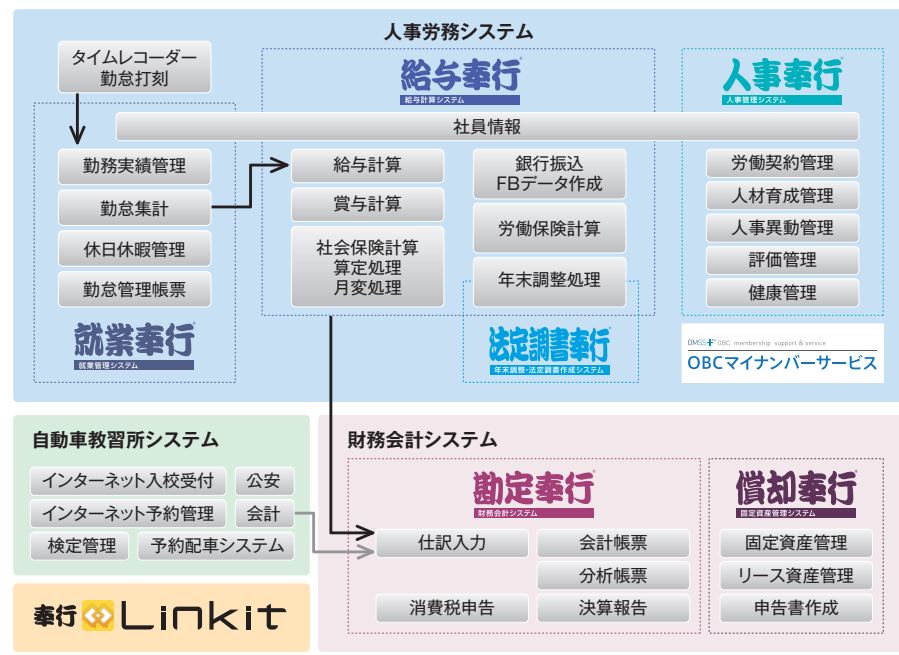 人事労務システム
タイムレコーダー
勤怠打刻
給与奉行
給与計算システム
人事奉行
人事管理システム
社員情報
勤務実績管理
勤怠集計
休日休暇管理
勤怠管理帳票
就業奉行
就業管理システム
給与計算
賞与計算
社会保険計算
算定処理
月変処理
銀行振込
FBデータ作成
労働保険計算
年末調整処理
法定調書奉行
年末調整・法定調書作成システム
労働契約管理
人材育成管理
人事異動管理
評価管理
健康管理
OMSS+ OBC membership support & service
OBCマイナンバーサービス
自動車教習所システム
インターネット入校受付
公安
インターネット予約管理
会計
検定管理
予約配車システム
奉行 Linkit
財務会計システム
勘定奉行
財務会計システム
仕訳入力
会計帳票
分析帳票
消費税申告
決算報告
償却奉行
固定資産管理システム
固定資産管理
リース資産管理
申告書作成